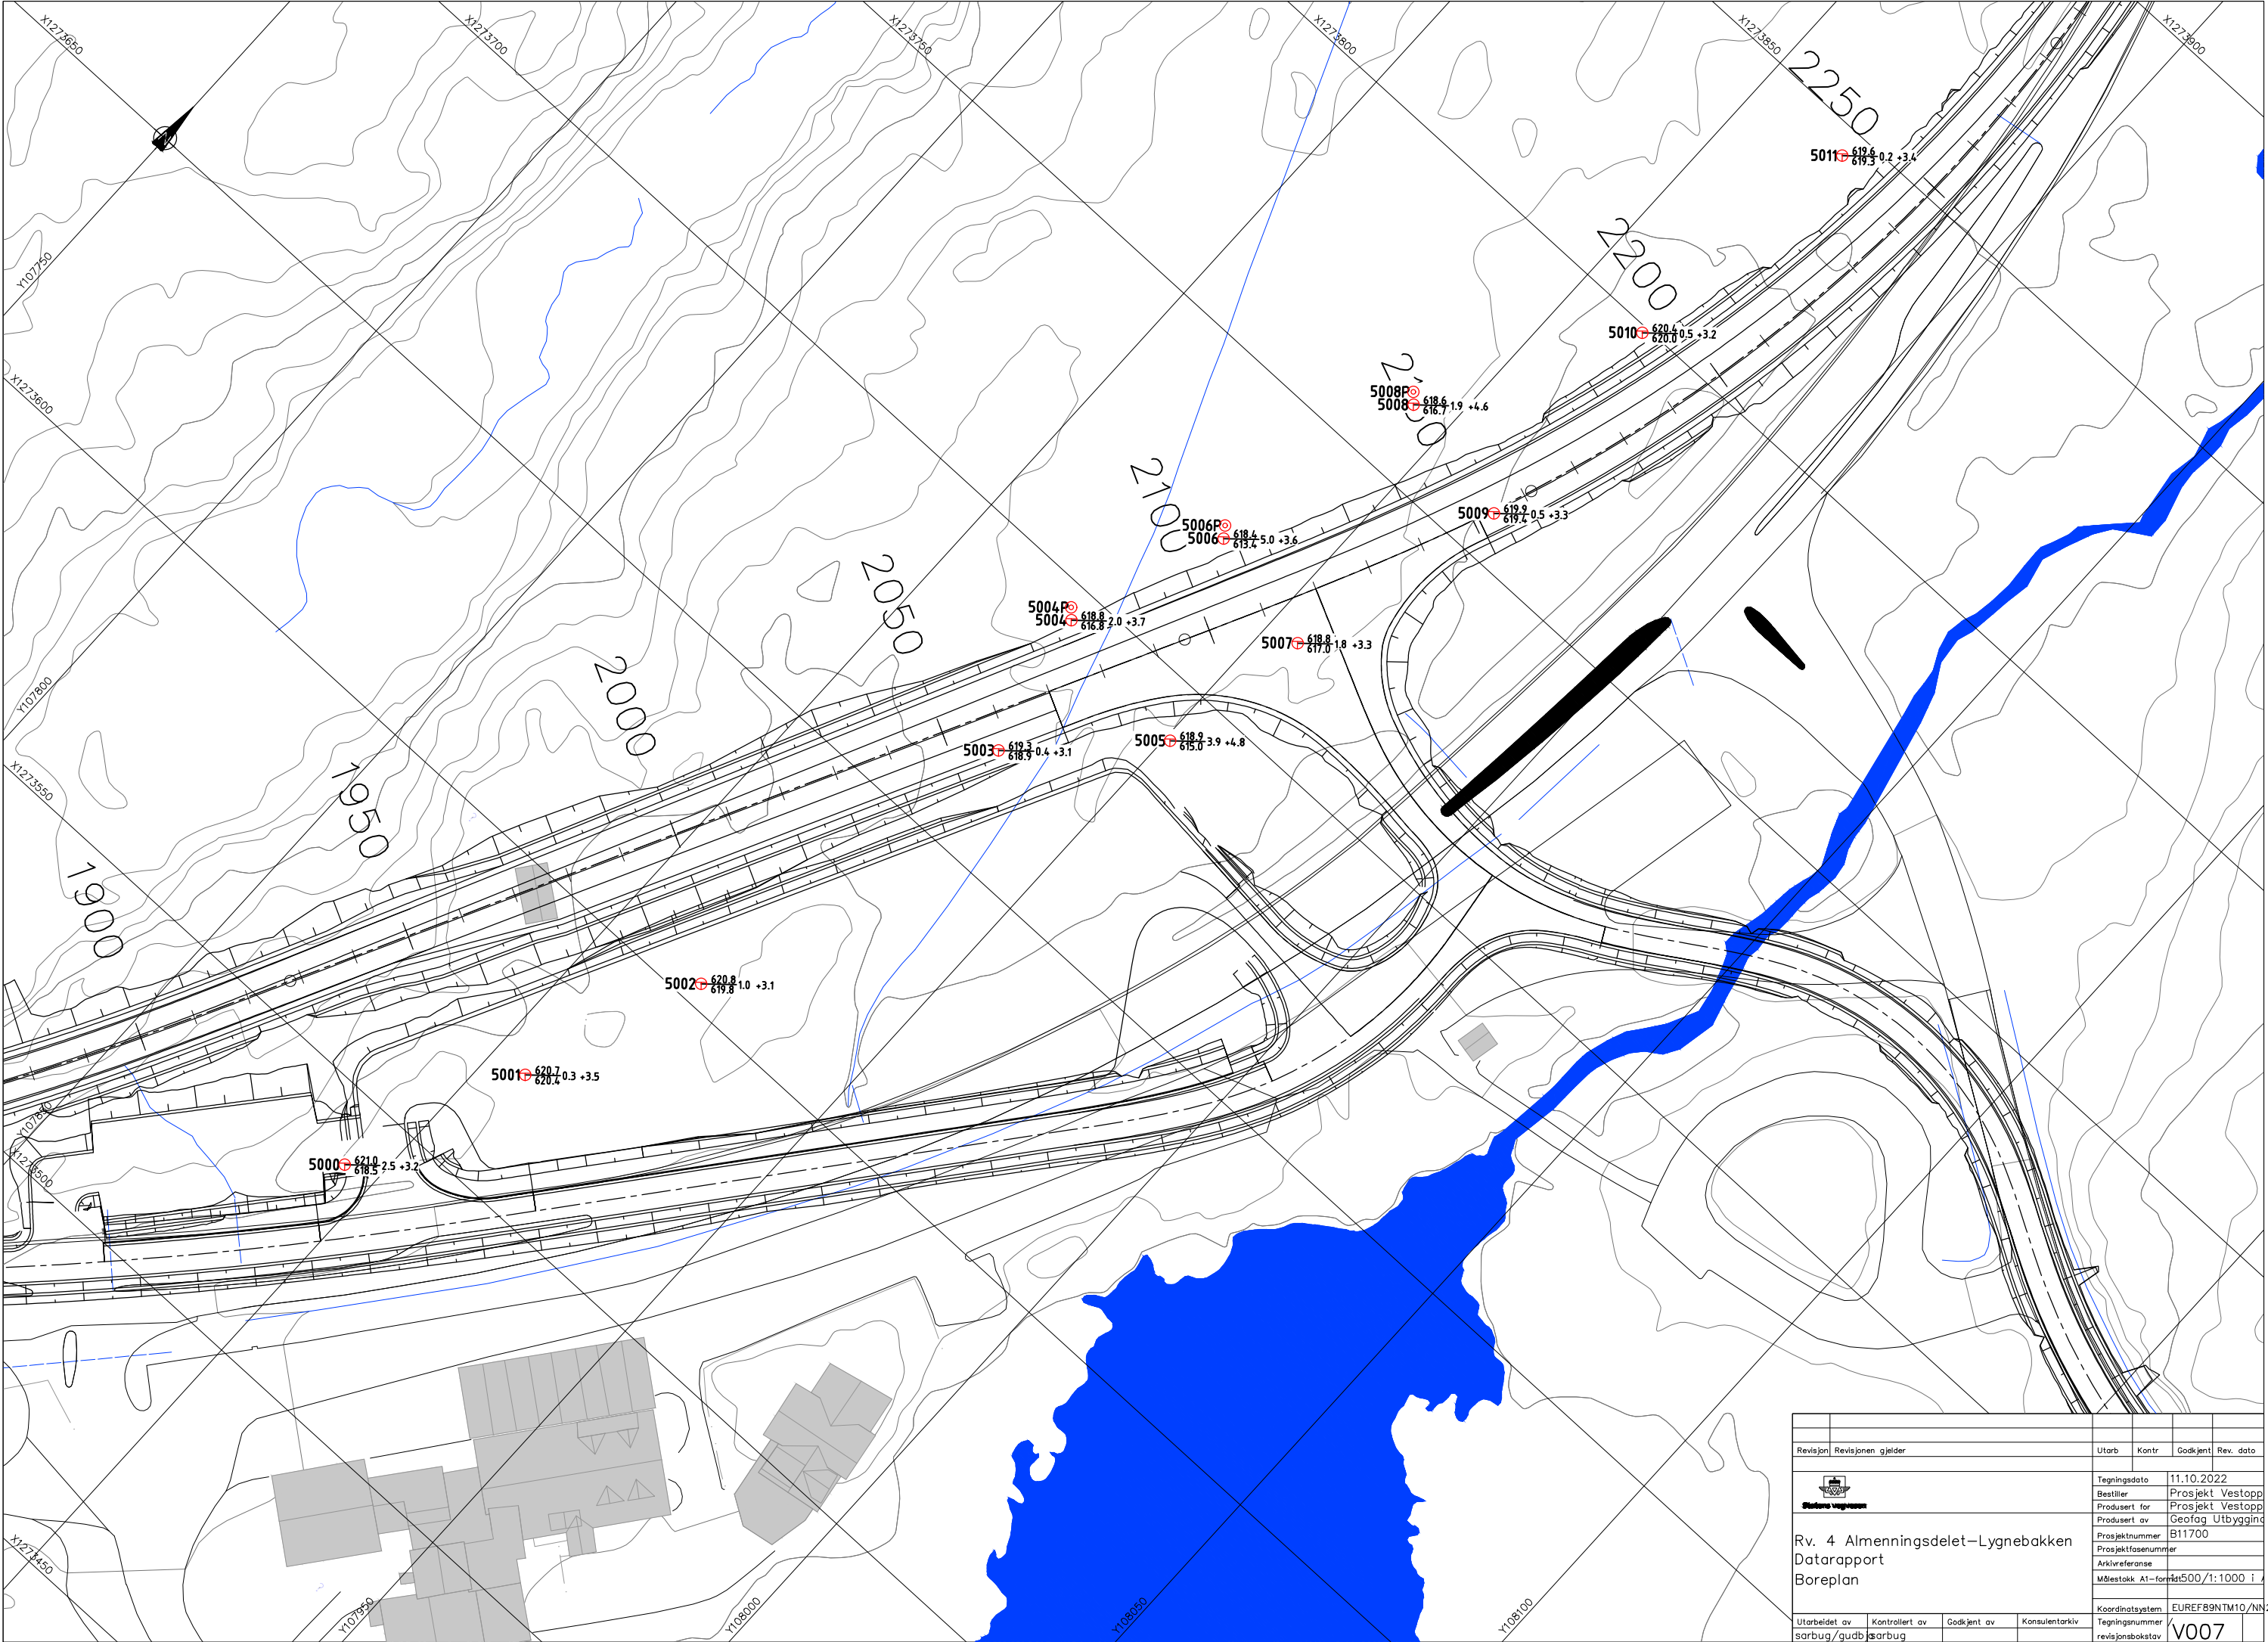 X1273650
X1273700
X1273750
X1273800
X1273850
X1273900
2250
5011 619.6 0.2 +3.4
619.3
Y107750
2200
5010 620.4 0.5 +3.2
620.0
X1273600
2150
5008P
5008 618.6 1.9 +4.6
616.7
2100
5009 619.9 0.5 +3.3
619.4
5006P
5006 618.4 5.0 +3.6
613.4
2050
5004P
5004 618.8 2.0 +3.7
616.8
5007 618.8 1.8 +3.3
617.0
Y107800
2000
5003 619.3 0.4 +3.1
618.9
5005 618.9 3.9 +4.8
615.0
X1273550
1950
1900
5002 620.8 1.0 +3.1
619.8
5001 620.7 0.3 +3.5
620.4
Y107850
X1273500
5000 621.0 2.5 +3.2
618.5
X1273450
Y107950
Y108000
Y108050
Y108100
Revisjon Revisjonen gjelder Utarb Kontr Godkjent Rev. dato
Statens vegvesen
Tegningsdato 11.10.2022
Bestiller Prosjekt Vestopp
Produsert for Prosjekt Vestopp
Produsert av Geofag Utbygging
Prosjektnummer B11700
Prosjektfasenummer
Arkivreferanse
Målestokk A1-format 1:500/1:1000 i
Koordinatsystem EUREF89NTM10/
Rv. 4 Almenningsdelet-Lygnebakken
Datarapport
Boreplan
Utarbeidet av Kontrollert av Godkjent av Konsulentarkiv
sarbug/ sarbug
Tegningsnummer /
revisjonsbokstav V007